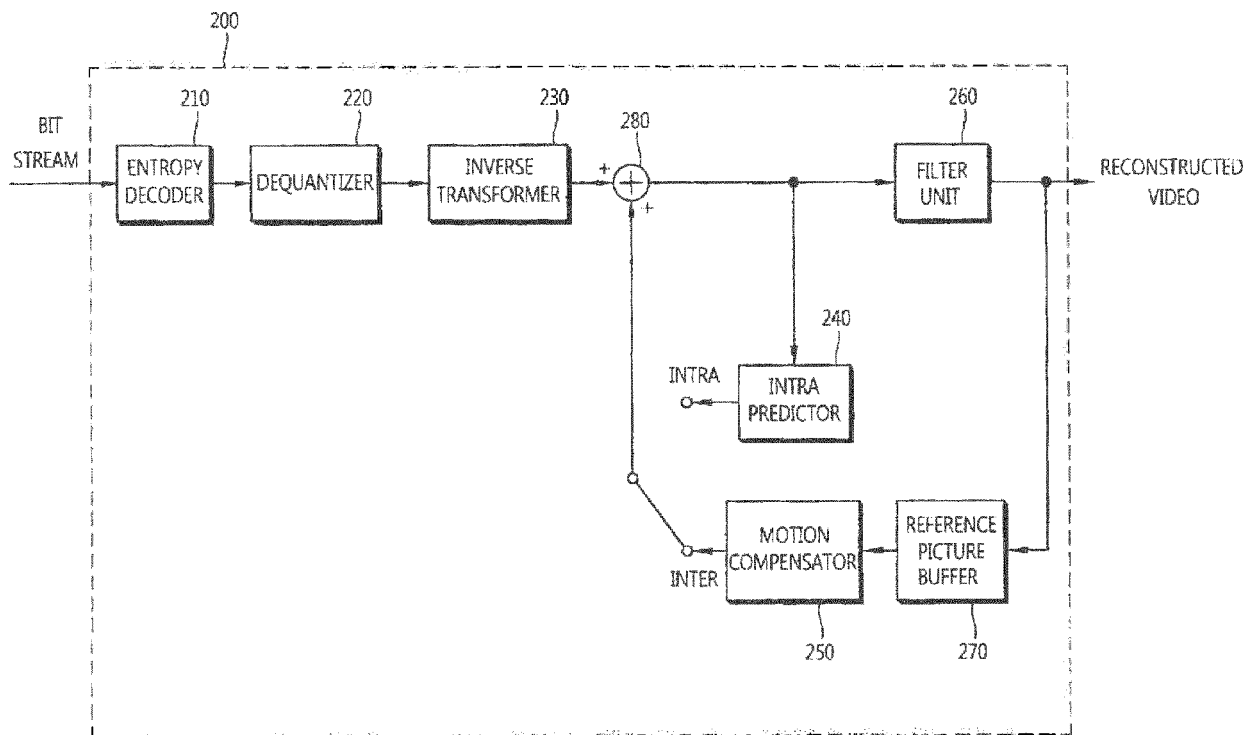 200
210
220
230
280
260
BIT
STREAM
ENTROPY
DECODER
DEQUANTIZER
INVERSE
TRANSFORMER
+
+
FILTER
UNIT
RECONSTRUCTED
VIDEO
240
INTRA
INTRA
PREDICTOR
MOTION
COMPENSATOR
REFERENCE
PICTURE
BUFFER
INTER
250
270